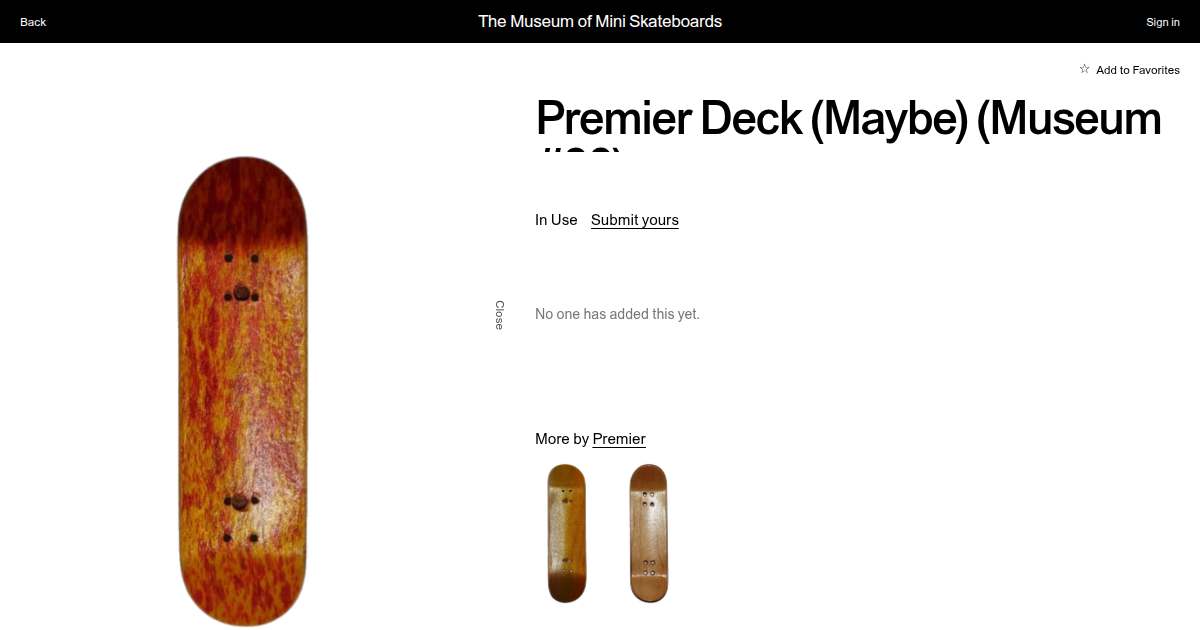 Back
The Museum of Mini Skateboards
Sign in
☆ Add to Favorites
Premier Deck (Maybe) (Museum
In Use Submit yours
Close
No one has added this yet.
More by Premier